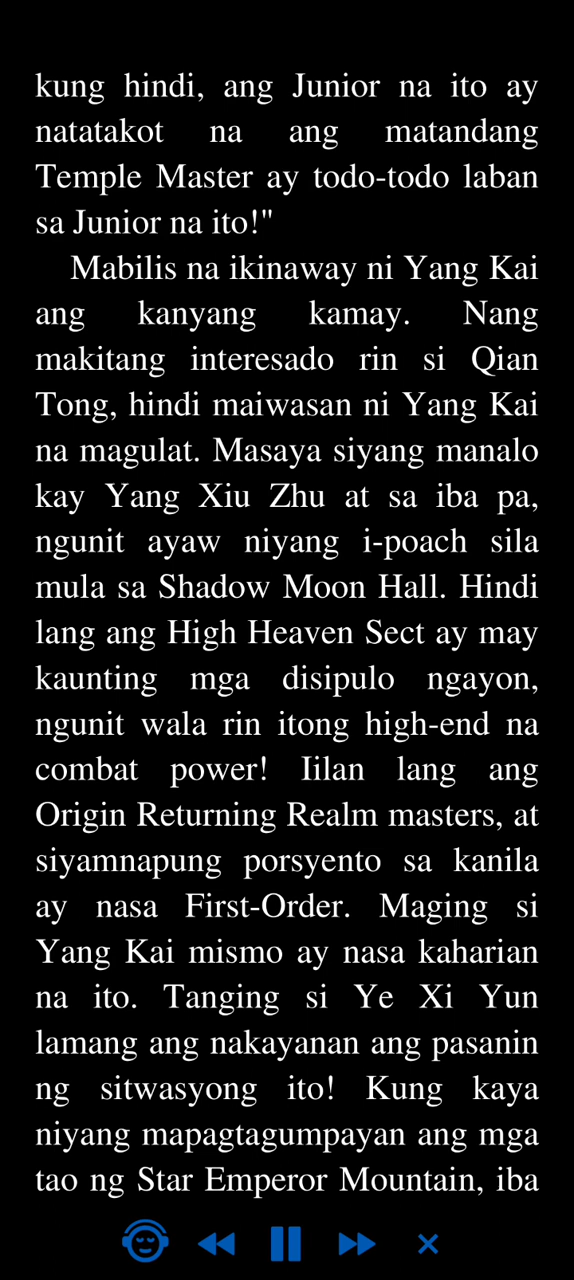 kung hindi, ang Junior na ito ay
natatakot na ang matandang
Temple Master ay todo-todo laban
sa Junior na ito!"
Mabilis na ikinaway ni Yang Kai
ang kanyang kamay. Nang
makitang interesado rin si Qian
Tong, hindi maiwasan ni Yang Kai
na magulat. Masaya siyang manalo
kay Yang Xiu Zhu at sa iba pa,
ngunit ayaw niyang i-poach sila
mula sa Shadow Moon Hall. Hindi
lang ang High Heaven Sect ay may
kaunting mga disipulo ngayon,
ngunit wala rin itong high-end na
combat power! Iilan lang ang
Origin Returning Realm masters, at
siyamnapung porsyento sa kanila
ay nasa First-Order. Maging si
Yang Kai mismo ay nasa kaharian
na ito. Tanging si Ye Xi Yun
lamang ang nakayanan ang pasanin
ng sitwasyong ito! Kung kaya
niyang mapagtagumpayan ang mga
tao ng Star Emperor Mountain, iba